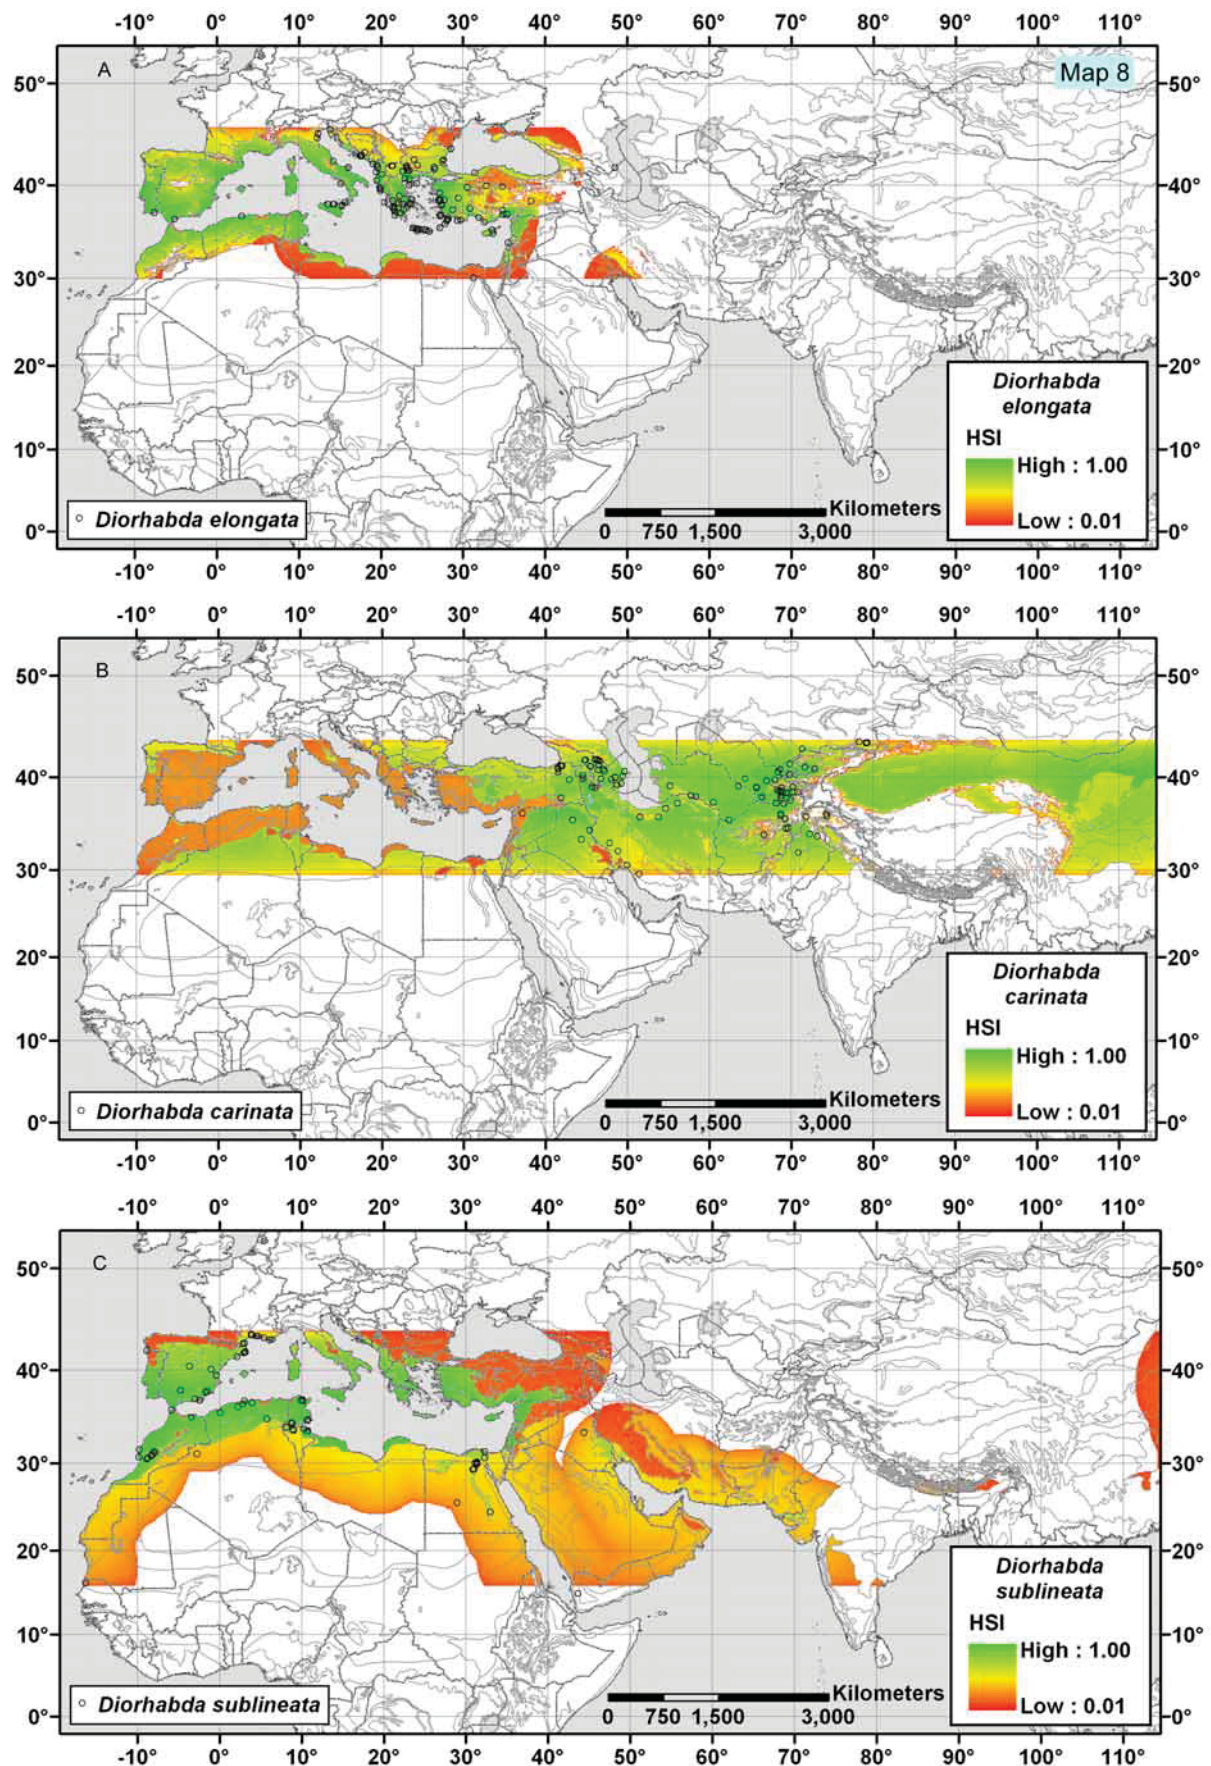 -10° 0° 10° 20° 30° 40° 50° 60° 70° 80° 90° 100° 110°
A
Map 8
50° 50°
40° 40°
30° 30°
20° 20°
10° 10°
0° 0°
Diorhabda
elongata
HSI
High : 1.00
Low : 0.01
Diorhabda elongata
Kilometers
0 750 1,500 3,000
-10° 0° 10° 20° 30° 40° 50° 60° 70° 80° 90° 100° 110°
-10° 0° 10° 20° 30° 40° 50° 60° 70° 80° 90° 100° 110°
B
50° 50°
40° 40°
30° 30°
20° 20°
10° 10°
0° 0°
Diorhabda
carinata
HSI
High : 1.00
Low : 0.01
Diorhabda carinata
Kilometers
0 750 1,500 3,000
-10° 0° 10° 20° 30° 40° 50° 60° 70° 80° 90° 100° 110°
-10° 0° 10° 20° 30° 40° 50° 60° 70° 80° 90° 100° 110°
C
50° 50°
40° 40°
30° 30°
20° 20°
10° 10°
0° 0°
Diorhabda
sublineata
HSI
High : 1.00
Low : 0.01
Diorhabda sublineata
Kilometers
0 750 1,500 3,000
-10° 0° 10° 20° 30° 40° 50° 60° 70° 80° 90° 100° 110°